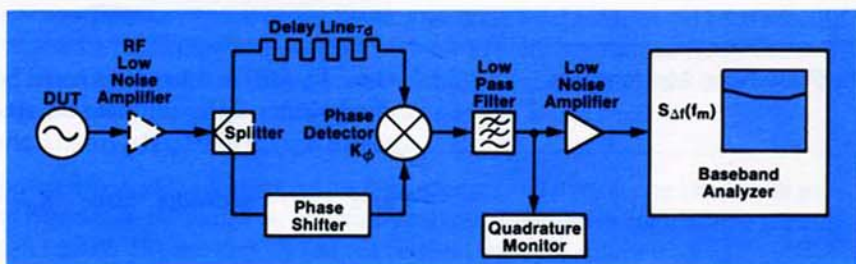 DUT
RF
Low
Noise
Amplifier
Splitter
Delay Line τd
Phase
Detector
Kϕ
Phase
Shifter
Low
Pass
Filter
Low
Noise
Amplifier
Quadrature
Monitor
SΔf(fm)
Baseband
Analyzer